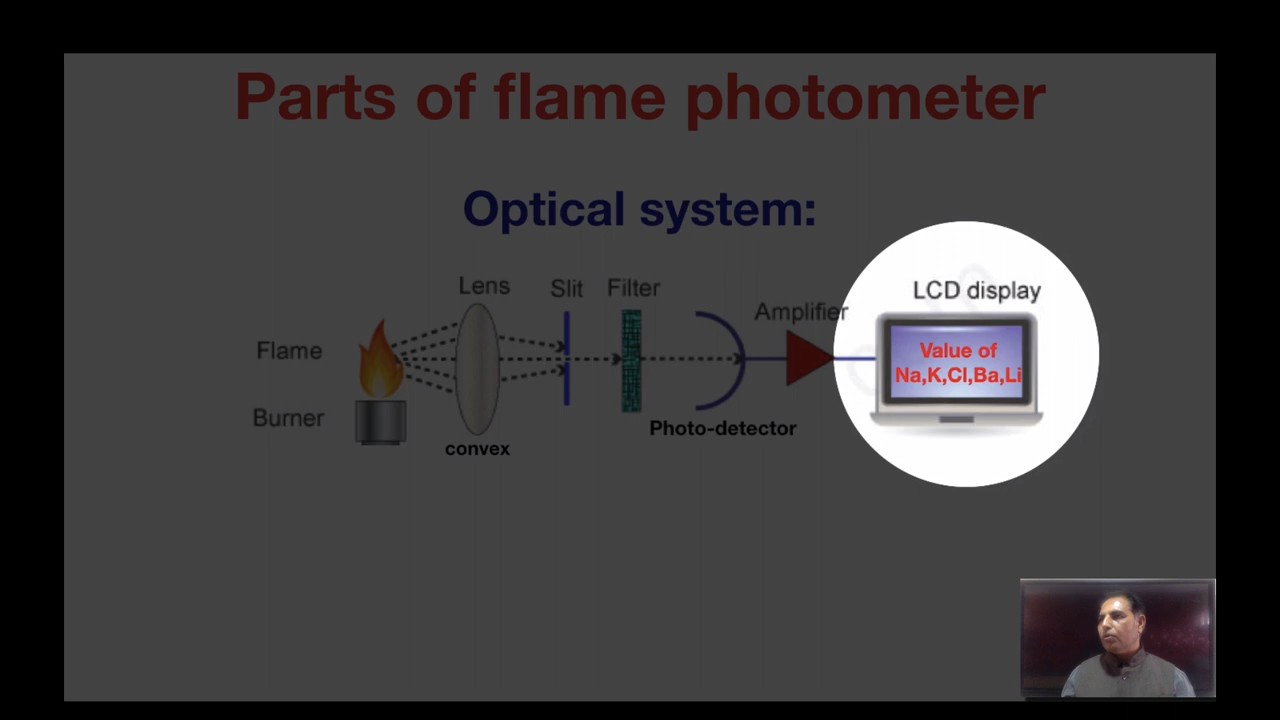 Parts of flame photometer
Optical system:
Lens
Slit
Filter
Amplifier
LCD display
Flame
Value of
Na,K,Cl,Ba,Li
Burner
Photo-detector
convex